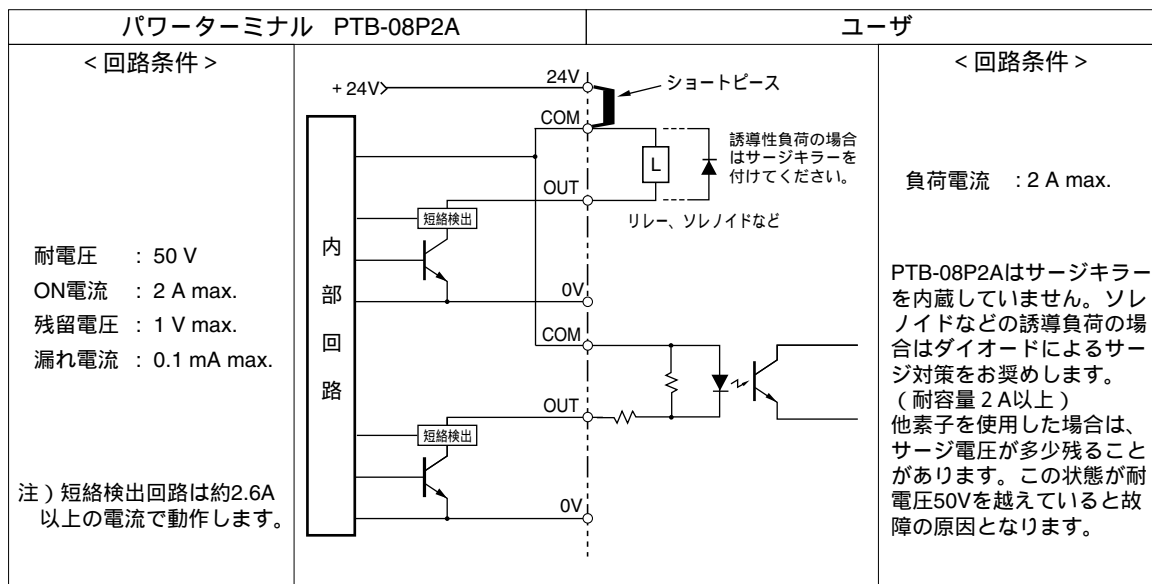 パワーターミナル PTB-08P2A
ユーザ
<回路条件>
耐電圧 : 50 V
ON電流 : 2 A max.
残留電圧 : 1 V max.
漏れ電流 : 0.1 mA max.
注)短絡検出回路は約2.6A
以上の電流で動作します。
+24V
内部回路
短絡検出
短絡検出
24V
COM
OUT
0V
COM
OUT
0V
ショートピース
L
誘導性負荷の場合
はサージキラーを
付けてください。
リレー、ソレノイドなど
<回路条件>
負荷電流 : 2 A max.
PTB-08P2Aはサージキラー
を内蔵していません。ソレ
ノイドなどの誘導負荷の場
合はダイオードによるサー
ジ対策をお奨めします。
(耐容量2A以上)
他素子を使用した場合は、
サージ電圧が多少残ること
があります。この状態が耐
電圧50Vを越えていると故
障の原因となります。